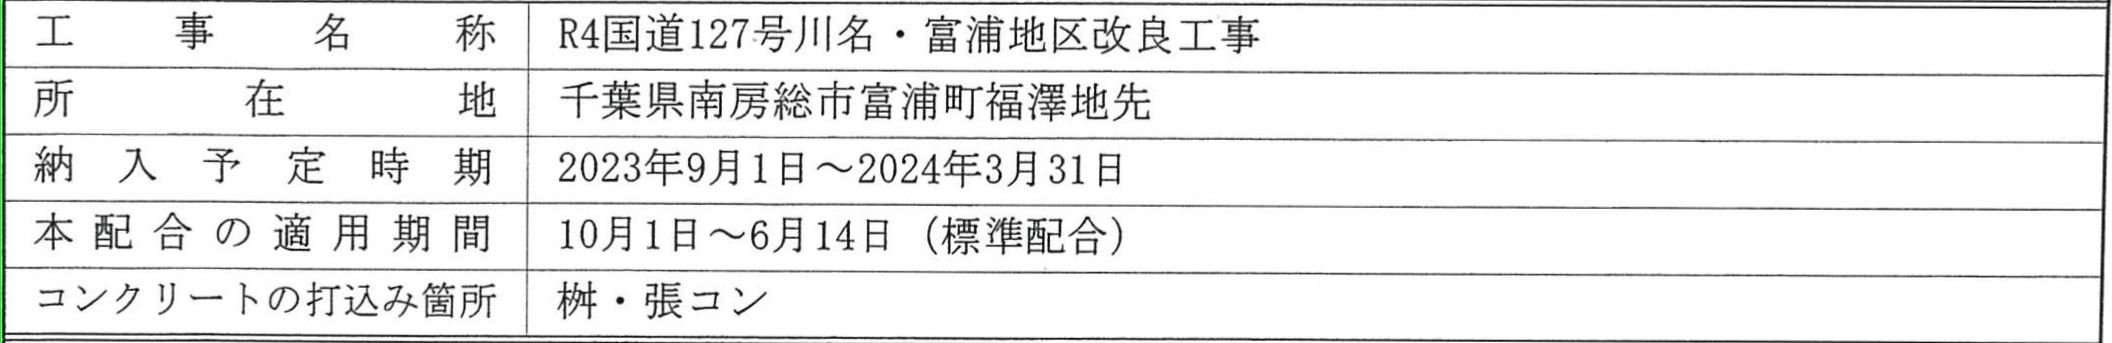 工事名称 R4国道127号川名・富浦地区改良工事
所在地 千葉県南房総市富浦町福澤地先
納入予定時期 2023年9月1日～2024年3月31日
本配合の適用期間 10月1日～6月14日（標準配合）
コンクリートの打込み箇所 桝・張コン